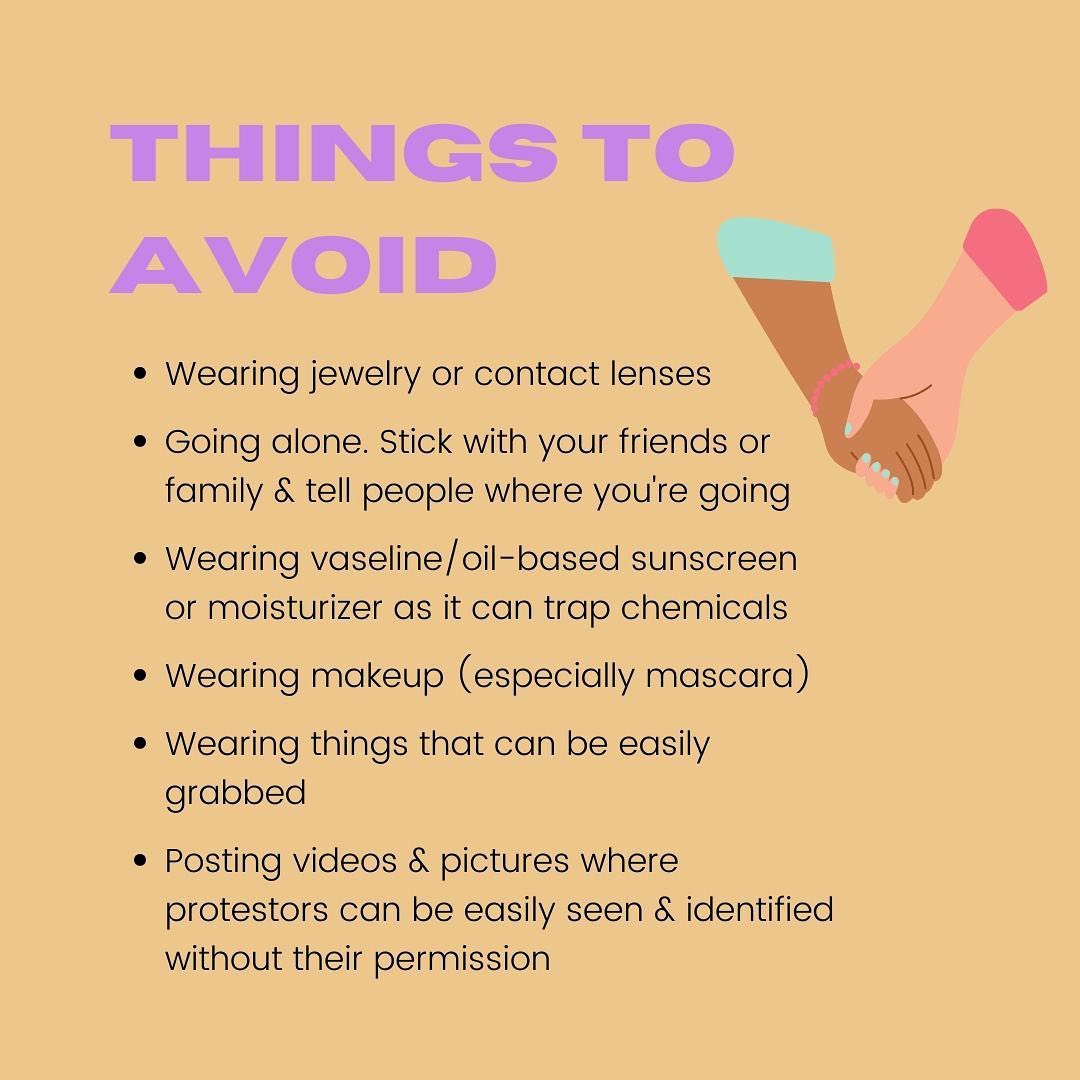 THINGS TO
AVOID
• Wearing jewelry or contact lenses
• Going alone. Stick with your friends or
family & tell people where you're going
• Wearing vaseline/oil-based sunscreen
or moisturizer as it can trap chemicals
• Wearing makeup (especially mascara)
• Wearing things that can be easily
grabbed
• Posting videos & pictures where
protestors can be easily seen & identified
without their permission